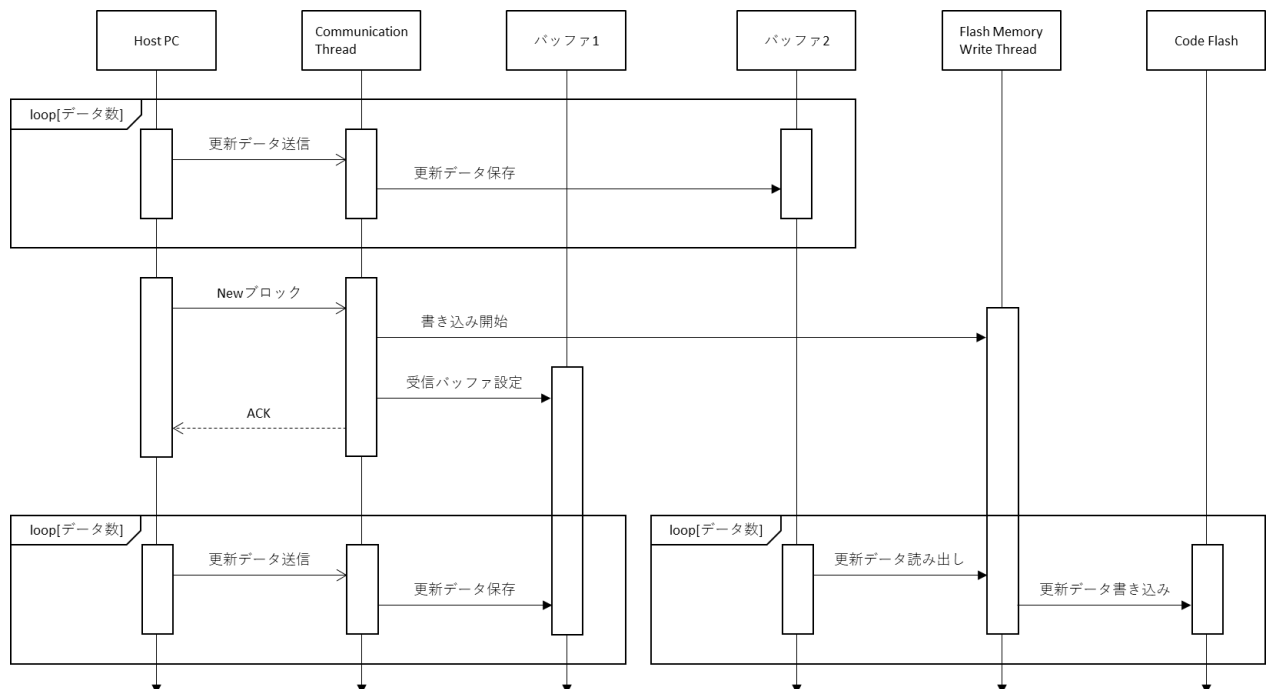 Host PC
Communication
Thread
バッファ1
バッファ2
Flash Memory
Write Thread
Code Flash
loop[データ数]
更新データ送信
更新データ保存
Newブロック
書き込み開始
受信バッファ設定
ACK
loop[データ数]
loop[データ数]
更新データ送信
更新データ読み出し
更新データ保存
更新データ書き込み